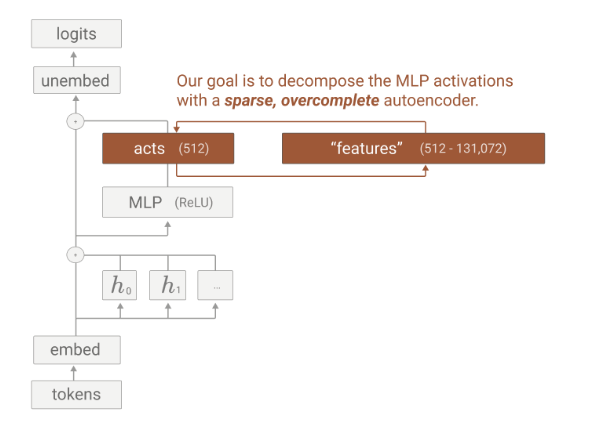 logits
unembed
Our goal is to decompose the MLP activations
with a sparse, overcomplete autoencoder.
acts (512)
“features” (512 - 131,072)
MLP (ReLU)
h₀ h₁ ...
embed
tokens